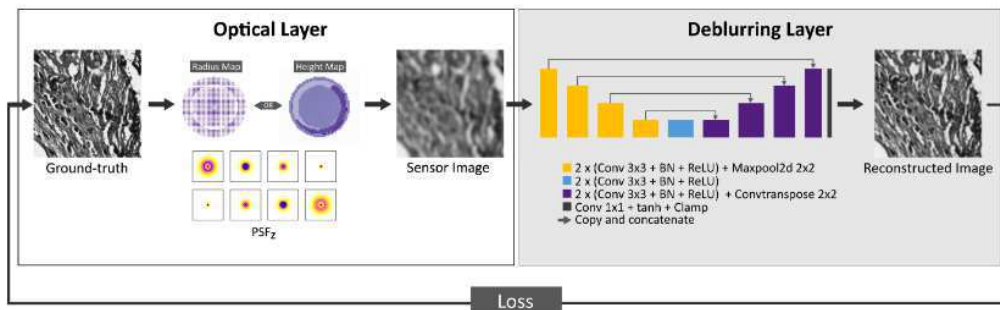 Optical Layer
Deblurring Layer
Radius Map
Height Map
OR
Ground-truth
Sensor Image
PSFz
2 x (Conv 3x3 + BN + ReLU) + Maxpool2d 2x2
2 x (Conv 3x3 + BN + ReLU)
2 x (Conv 3x3 + BN + ReLU) + Convtranspose 2x2
Conv 1x1 + tanh + Clamp
Copy and concatenate
Reconstructed Image
Loss